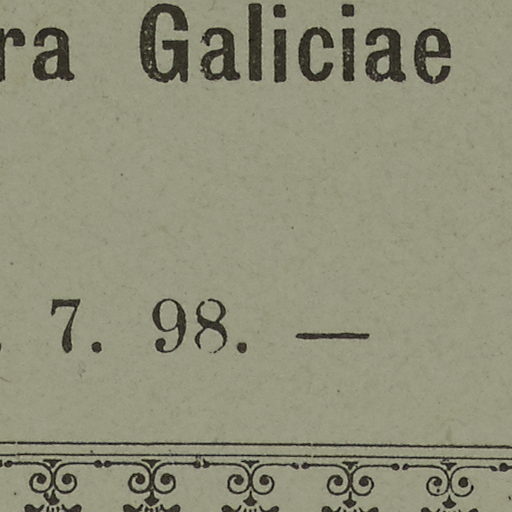 ra Galiciae
. 7. 98. —